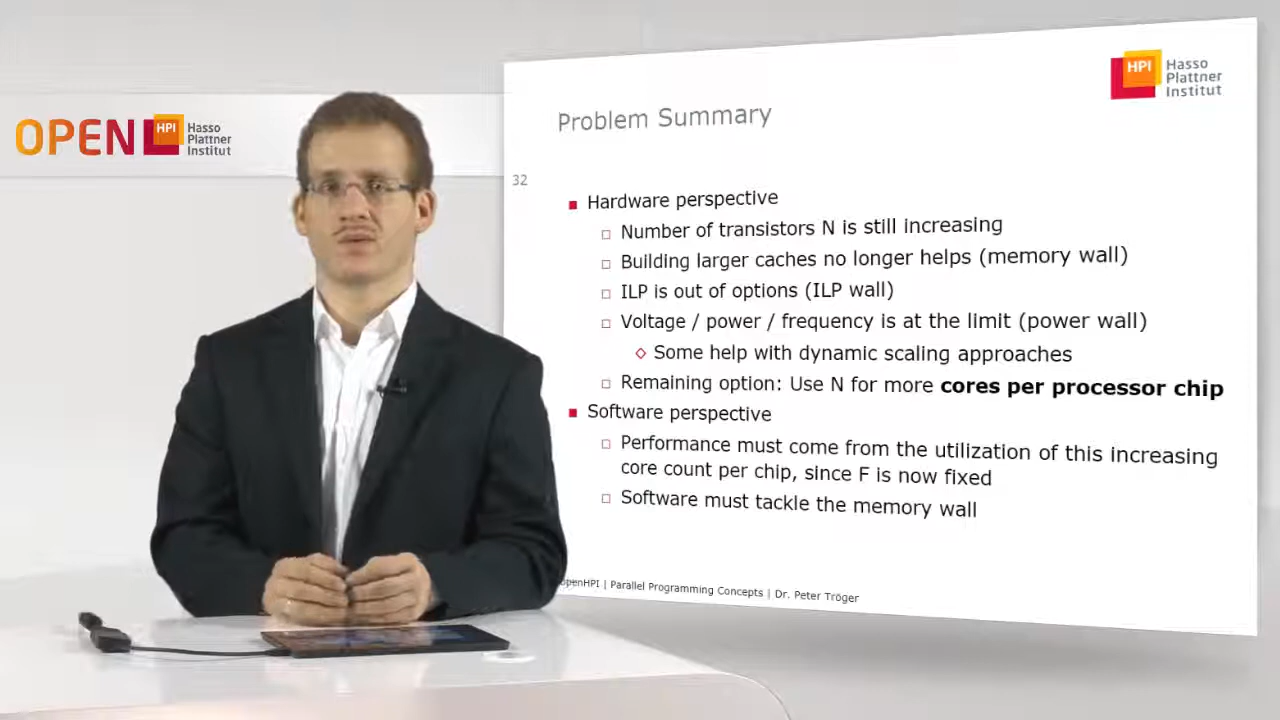 OPEN HPI Hasso
Plattner
Institut
HPI Hasso
Plattner
Institut
Problem Summary
32
Hardware perspective
Number of transistors N is still increasing
Building larger caches no longer helps (memory wall)
ILP is out of options (ILP wall)
Voltage / power / frequency is at the limit (power wall)
Some help with dynamic scaling approaches
Remaining option: Use N for more cores per processor chip
Software perspective
Performance must come from the utilization of this increasing
core count per chip, since F is now fixed
Software must tackle the memory wall
OpenHPI | Parallel Programming Concepts | Dr. Peter Tröger